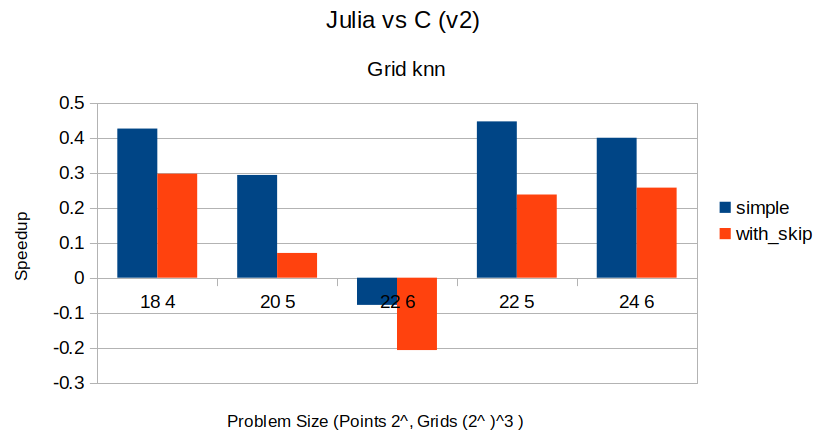 Julia vs C (v2)
Grid knn
Speedup
0.5
0.4
0.3
0.2
0.1
0
-0.1
-0.2
-0.3
18 4
20 5
22 6
22 5
24 6
simple
with_skip
Problem Size (Points 2^, Grids (2^ )^3 )